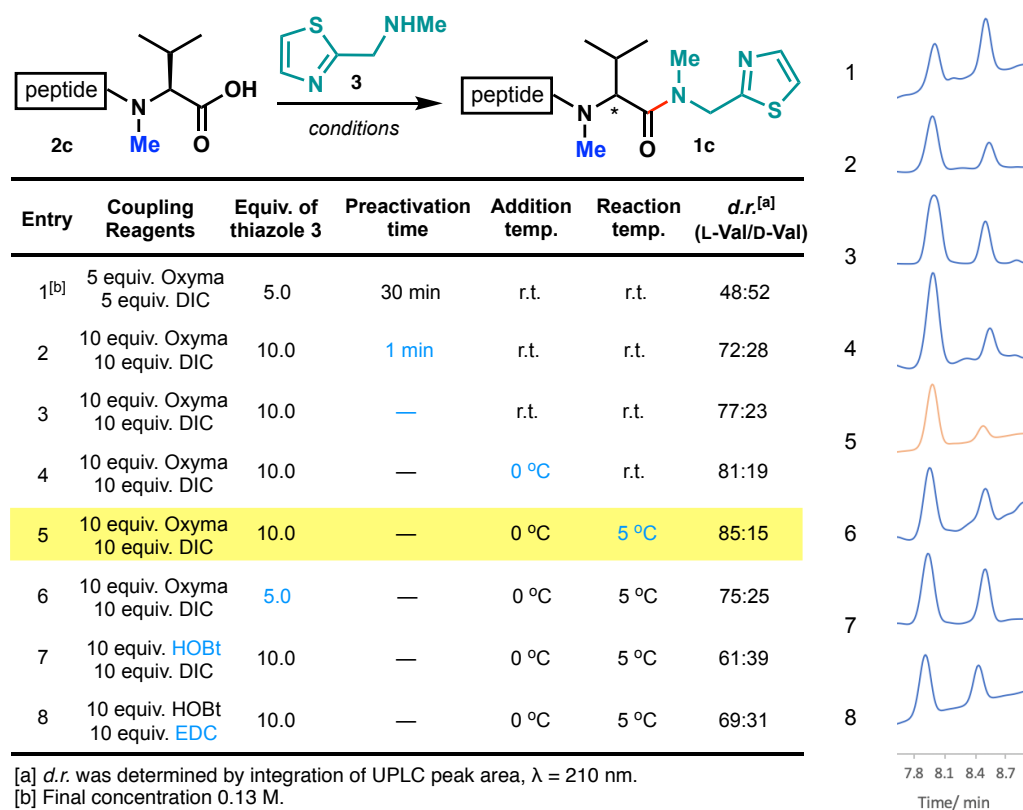 peptide
N
Me
OH
O
2c
S
N
NHMe
3
conditions
peptide
N
Me
*
O
Me
N
N
S
1c
Entry
Coupling
Reagents
Equiv. of
thiazole 3
Preactivation
time
Addition
temp.
Reaction
temp.
d.r.[a]
(L-Val/D-Val)
1[b] 5 equiv. Oxyma
5 equiv. DIC 5.0 30 min r.t. r.t. 48:52
2 10 equiv. Oxyma
10 equiv. DIC 10.0 1 min r.t. r.t. 72:28
3 10 equiv. Oxyma
10 equiv. DIC 10.0 — r.t. r.t. 77:23
4 10 equiv. Oxyma
10 equiv. DIC 10.0 — 0 ºC r.t. 81:19
5 10 equiv. Oxyma
10 equiv. DIC 10.0 — 0 ºC 5 ºC 85:15
6 10 equiv. Oxyma
10 equiv. DIC 5.0 — 0 ºC 5 ºC 75:25
7 10 equiv. HOBt
10 equiv. DIC 10.0 — 0 ºC 5 ºC 61:39
8 10 equiv. HOBt
10 equiv. EDC 10.0 — 0 ºC 5 ºC 69:31
[a] d.r. was determined by integration of UPLC peak area, λ = 210 nm.
[b] Final concentration 0.13 M.
1
2
3
4
5
6
7
8
7.8 8.1 8.4 8.7
Time/ min